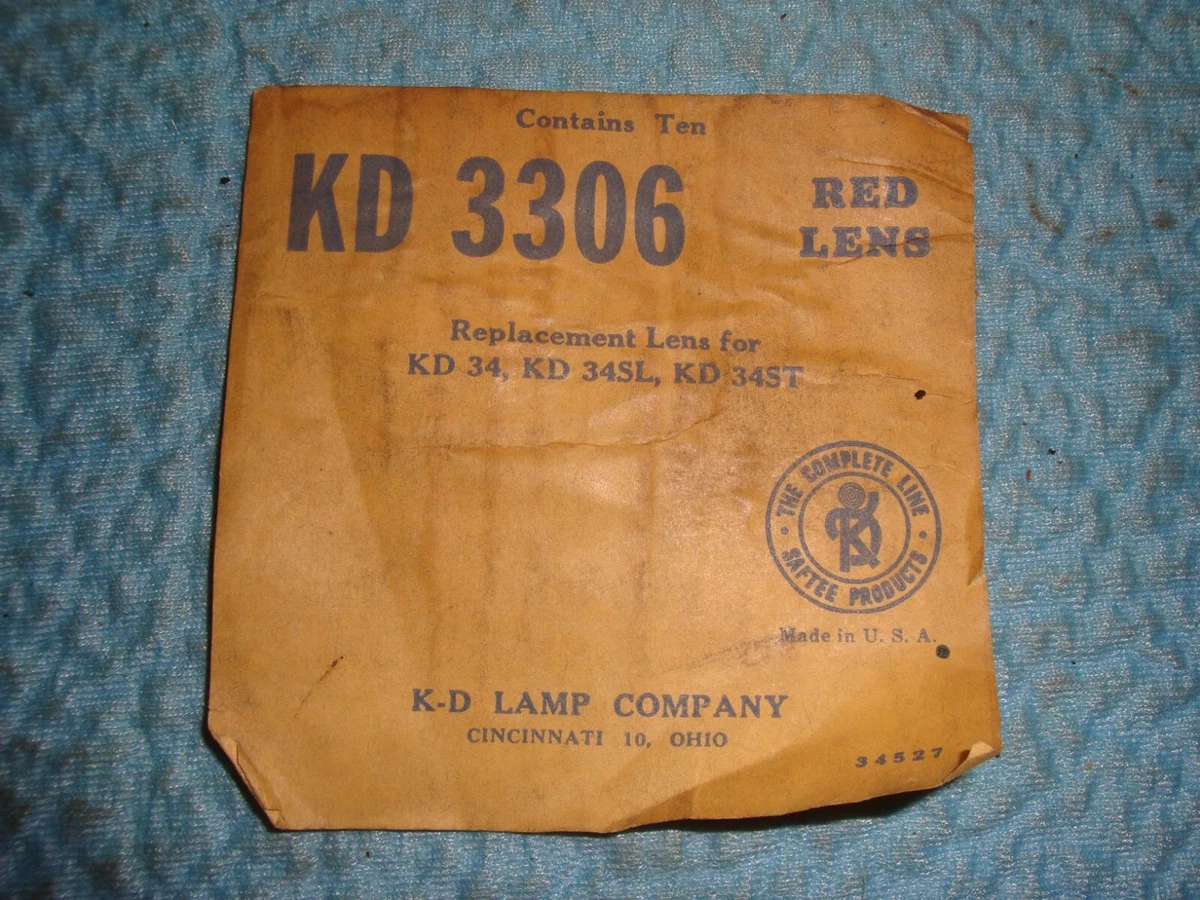 Contains Ten
KD 3306
RED
LENS
Replacement Lens for
KD 34, KD 34SL, KD 34ST
THE COMPLETE LINE
KD
SAFTEE PRODUCTS
Made in U. S. A.
K-D LAMP COMPANY
CINCINNATI 10, OHIO
34527